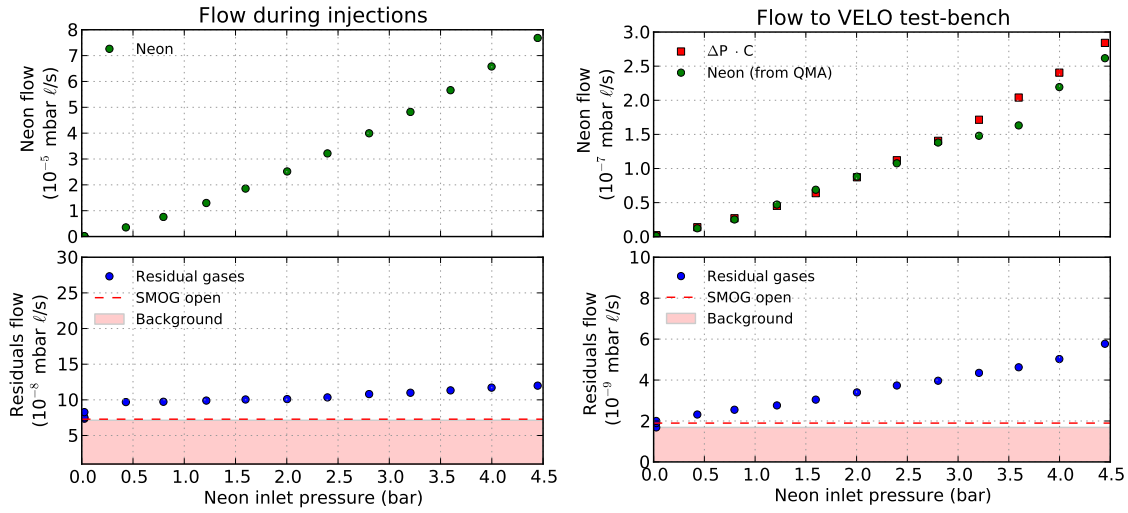 Flow during injections
8
7
6
5
4
3
2
1
0
Neon flow
(10⁻⁵ mbar ℓ/s)
Neon
30
25
20
15
10
5
Residuals flow
(10⁻⁸ mbar ℓ/s)
Residual gases
SMOG open
Background
0.0 0.5 1.0 1.5 2.0 2.5 3.0 3.5 4.0 4.5
Neon inlet pressure (bar)
Flow to VELO test-bench
3.0
2.5
2.0
1.5
1.0
0.5
0.0
Neon flow
(10⁻⁷ mbar ℓ/s)
ΔP · C
Neon (from QMA)
10
8
6
4
2
0
Residuals flow
(10⁻⁹ mbar ℓ/s)
Residual gases
SMOG open
Background
0.0 0.5 1.0 1.5 2.0 2.5 3.0 3.5 4.0 4.5
Neon inlet pressure (bar)